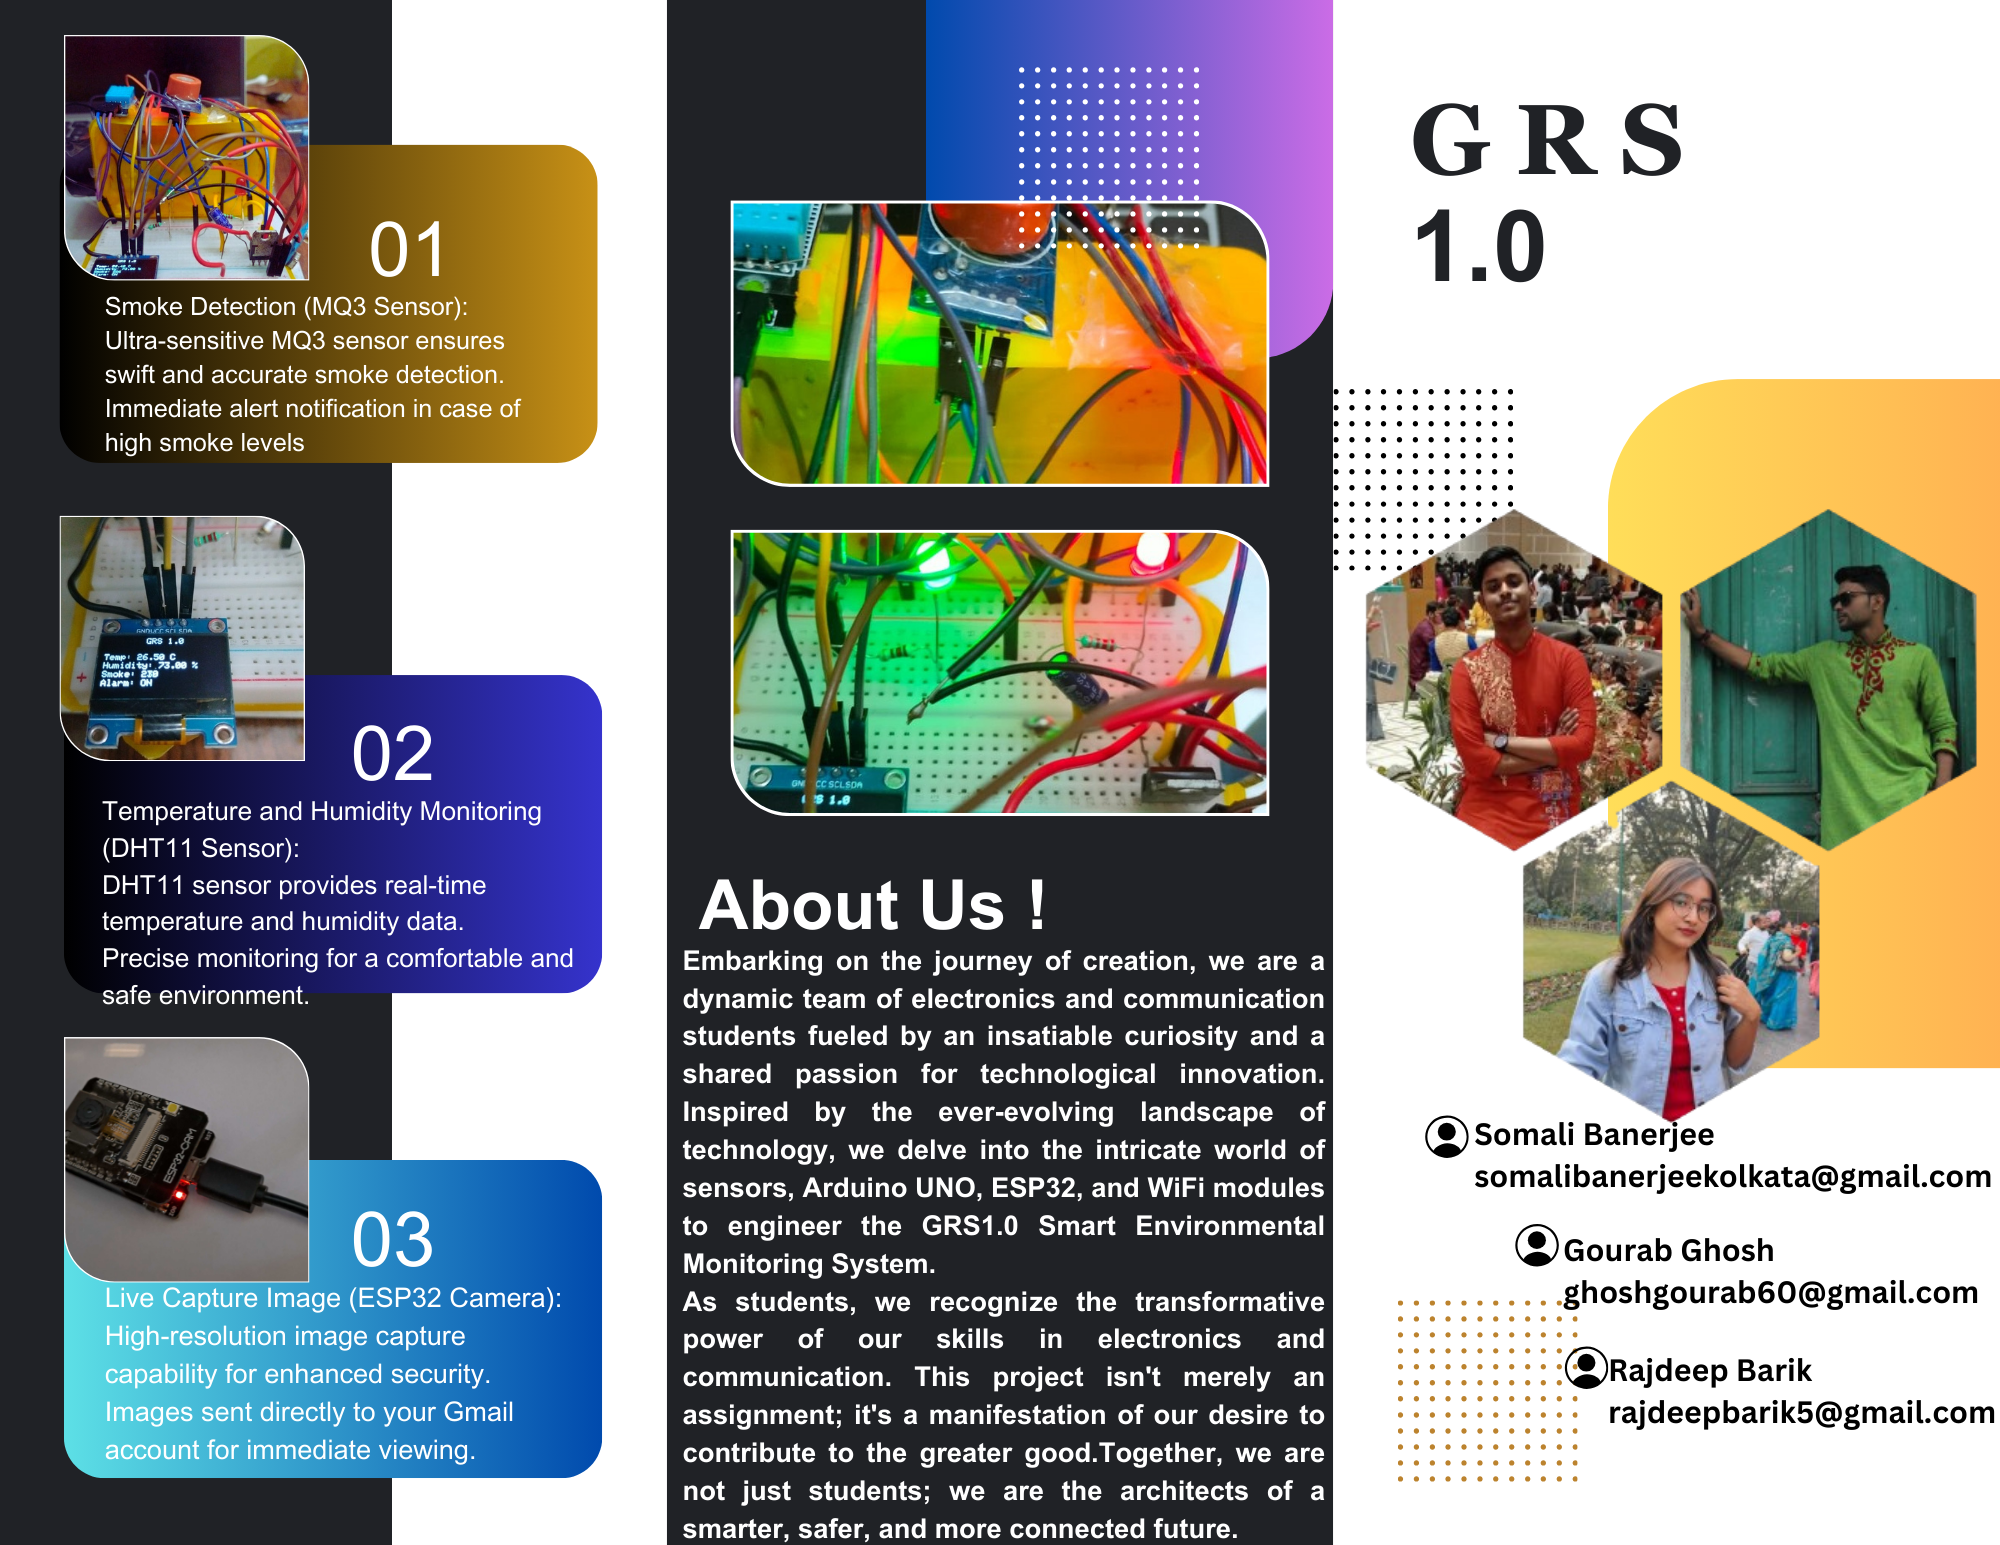 01
Smoke Detection (MQ3 Sensor):
Ultra-sensitive MQ3 sensor ensures
swift and accurate smoke detection.
Immediate alert notification in case of
high smoke levels
GNDVCCSCLSDA
GRS 1.0
Temp: 26.50 C
Humidity: 73.00 %
Smoke: 230
Alarm: ON
02
Temperature and Humidity Monitoring
(DHT11 Sensor):
DHT11 sensor provides real-time
temperature and humidity data.
Precise monitoring for a comfortable and
safe environment.
ESP32-CAM
03
Live Capture Image (ESP32 Camera):
High-resolution image capture
capability for enhanced security.
Images sent directly to your Gmail
account for immediate viewing.
GNDVCCSCLSDA
GRS 1.0
About Us !
Embarking on the journey of creation, we are a
dynamic team of electronics and communication
students fueled by an insatiable curiosity and a
shared passion for technological innovation.
Inspired by the ever-evolving landscape of
technology, we delve into the intricate world of
sensors, Arduino UNO, ESP32, and WiFi modules
to engineer the GRS1.0 Smart Environmental
Monitoring System.
As students, we recognize the transformative
power of our skills in electronics and
communication. This project isn't merely an
assignment; it's a manifestation of our desire to
contribute to the greater good.Together, we are
not just students; we are the architects of a
smarter, safer, and more connected future.
G R S
1.0
Somali Banerjee
somalibanerjeekolkata@gmail.com
Gourab Ghosh
ghoshgourab60@gmail.com
Rajdeep Barik
rajdeepbarik5@gmail.com